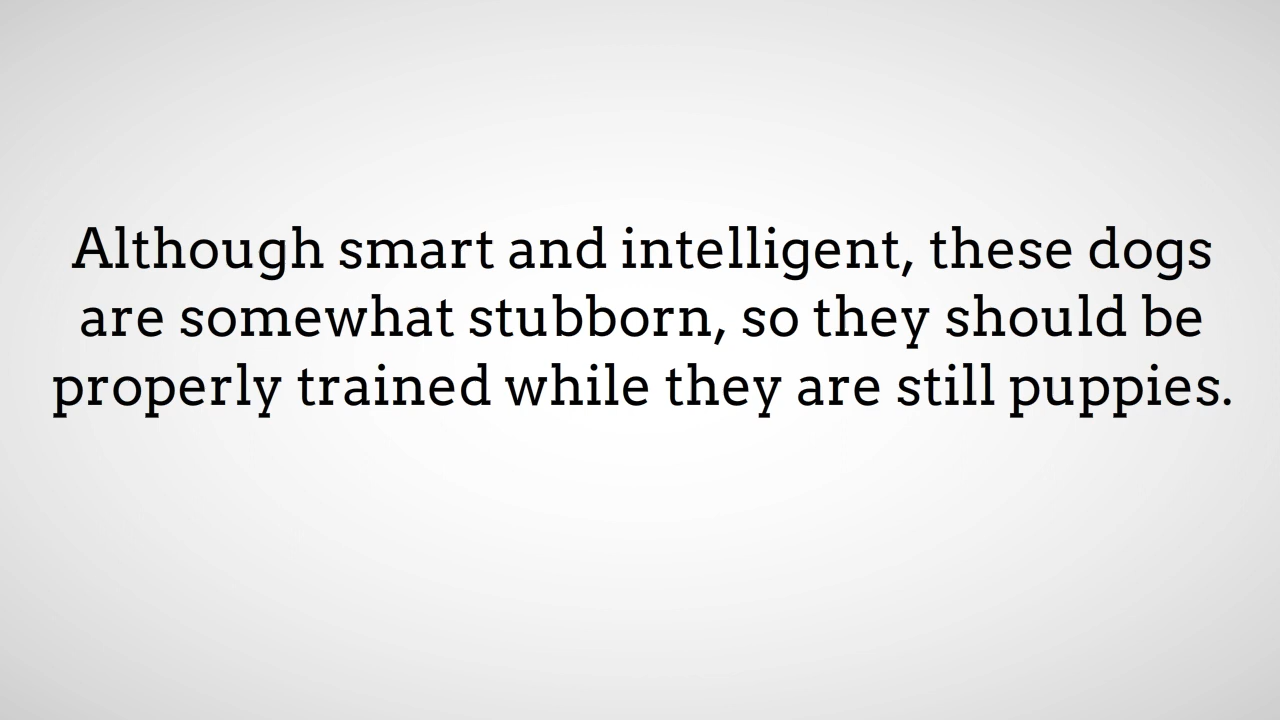 Although smart and intelligent, these dogs
are somewhat stubborn, so they should be
properly trained while they are still puppies.